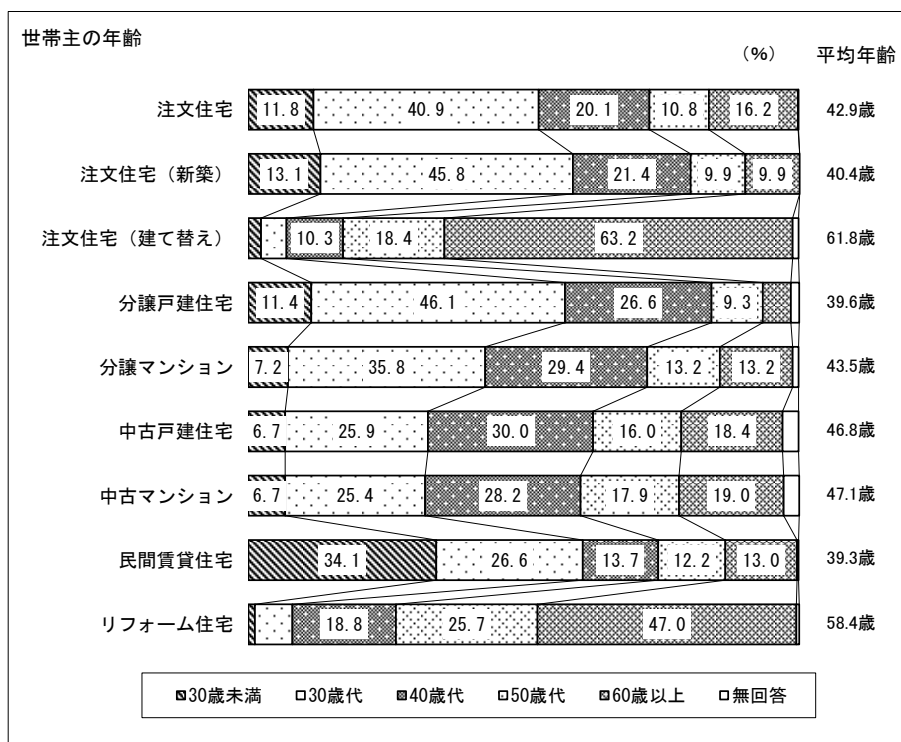 世帯主の年齢
（%） 平均年齢
注文住宅 11.8 40.9 20.1 10.8 16.2 42.9歳
注文住宅（新築） 13.1 45.8 21.4 9.9 9.9 40.4歳
注文住宅（建て替え） 10.3 18.4 63.2 61.8歳
分譲戸建住宅 11.4 46.1 26.6 9.3 39.6歳
分譲マンション 7.2 35.8 29.4 13.2 13.2 43.5歳
中古戸建住宅 6.7 25.9 30.0 16.0 18.4 46.8歳
中古マンション 6.7 25.4 28.2 17.9 19.0 47.1歳
民間賃貸住宅 34.1 26.6 13.7 12.2 13.0 39.3歳
リフォーム住宅 18.8 25.7 47.0 58.4歳
30歳未満 30歳代 40歳代 50歳代 60歳以上 無回答